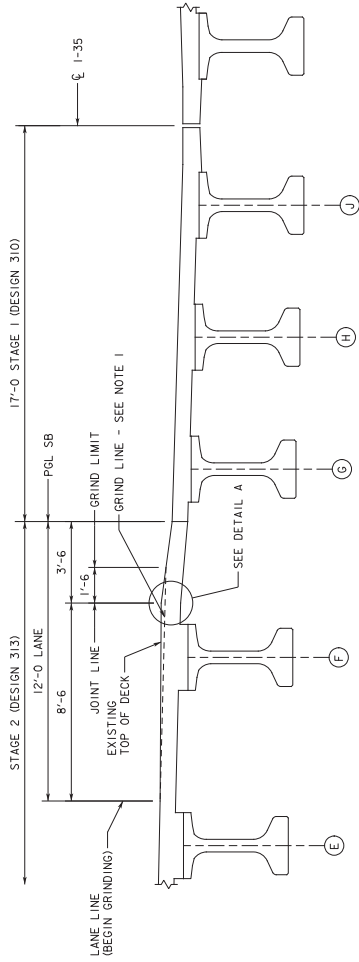 STAGE 2 (DESIGN 313)
17'-0 STAGE 1 (DESIGN 310)
12'-0 LANE
8'-6
3'-6
1'-6
PGL SB
℄ I-35
LANE LINE
(BEGIN GRINDING)
JOINT LINE
EXISTING
TOP OF DECK
GRIND LIMIT
GRIND LINE - SEE NOTE 1
SEE DETAIL A
E
F
G
H
J